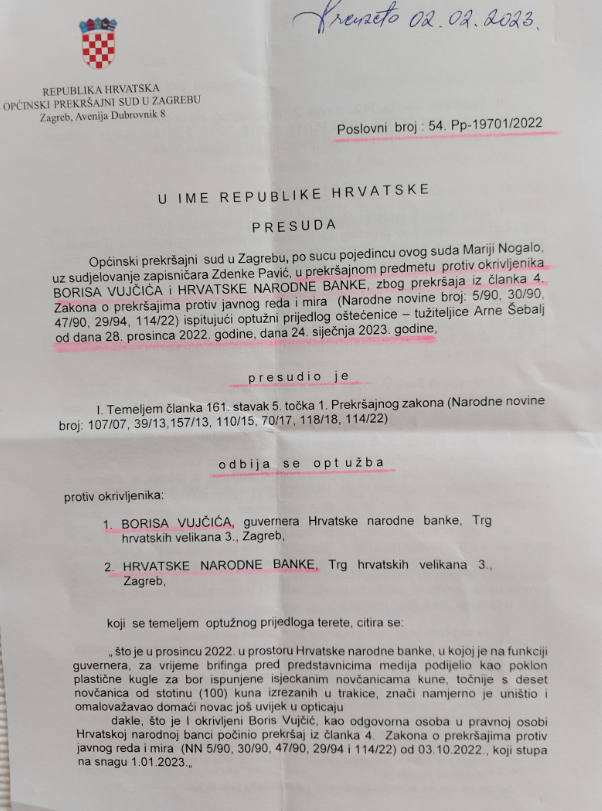 Preuzeto 02.02.2023.
REPUBLIKA HRVATSKA
OPĆINSKI PREKRŠAJNI SUD U ZAGREBU
Zagreb, Avenija Dubrovnik 8
Poslovni broj : 54. Pp-19701/2022
U IME REPUBLIKE HRVATSKE
PRESUDA
Općinski prekršajni sud u Zagrebu, po sucu pojedincu ovog suda Mariji Nogalo,
uz sudjelovanje zapisničara Zdenke Pavić, u prekršajnom predmetu protiv okrivljenika
BORISA VUJČIĆA i HRVATSKE NARODNE BANKE, zbog prekršaja iz članka 4.
Zakona o prekršajima protiv javnog reda i mira (Narodne novine broj: 5/90, 30/90,
47/90, 29/94, 114/22) ispitujući optužni prijedlog oštećenice – tužiteljice Arne Šebalj
od dana 28. prosinca 2022. godine, dana 24. siječnja 2023. godine,
presudio je
I. Temeljem članka 161. stavak 5. točka 1. Prekršajnog zakona (Narodne novine
broj: 107/07, 39/13,157/13, 110/15, 70/17, 118/18, 114/22)
odbija se optužba
protiv okrivljenika:
1. BORISA VUJČIĆA, guvernera Hrvatske narodne banke, Trg
hrvatskih velikana 3., Zagreb,
2. HRVATSKE NARODNE BANKE, Trg hrvatskih velikana 3.,
Zagreb,
koji se temeljem optužnog prijedloga terete, citira se:
„ što je u prosincu 2022. u prostoru Hrvatske narodne banke, u kojoj je na funkciji
guvernera, za vrijeme brifinga pred predstavnicima medija podijelio kao poklon
plastične kugle za bor ispunjene isjeckanim novčanicama kune, točnije s deset
novčanica od stotinu (100) kuna izrezanih u trakice, znači namjerno je uništio i
omalovažavao domaći novac još uvijek u opticaju
dakle, što je I okrivljeni Boris Vujčić, kao odgovorna osoba u pravnoj osobi
Hrvatskoj narodnoj banci počinio prekršaj iz članka 4. Zakona o prekršajima protiv
javnog reda i mira (NN 5/90, 30/90, 47/90, 29/94 i 114/22) od 03.10.2022., koji stupa
na snagu 1.01.2023.„